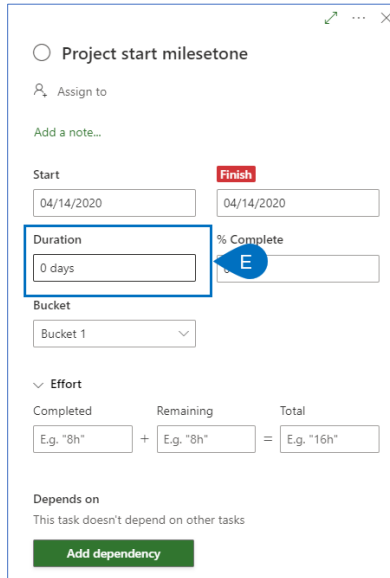 Project start milesetone
Assign to
Add a note...
Start Finish
04/14/2020 04/14/2020
Duration % Complete
0 days E
Bucket
Bucket 1
Effort
Completed Remaining Total
E.g. "8h" + E.g. "8h" = E.g. "16h"
Depends on
This task doesn't depend on other tasks
Add dependency